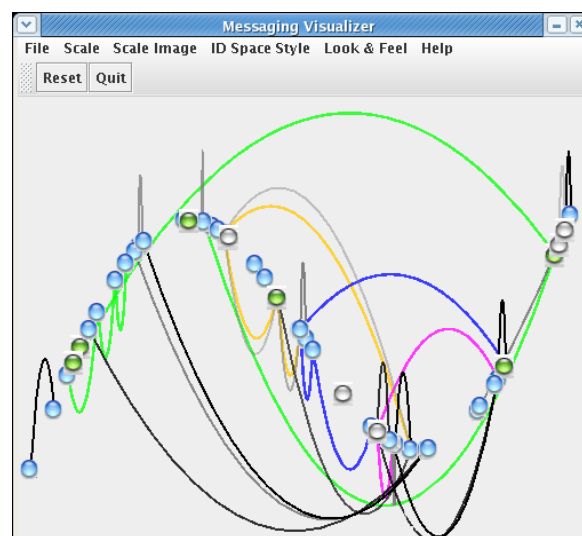 Messaging Visualizer
File Scale Scale Image ID Space Style Look & Feel Help
Reset Quit